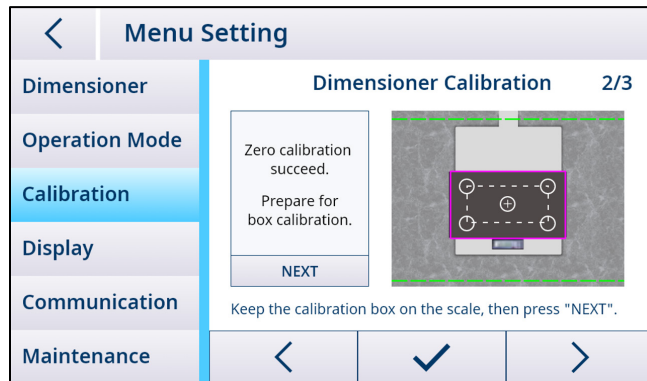 Menu Setting
Dimensioner
Operation Mode
Calibration
Display
Communication
Maintenance
Dimensioner Calibration 2/3
Zero calibration
succeed.
Prepare for
box calibration.
NEXT
Keep the calibration box on the scale, then press "NEXT".